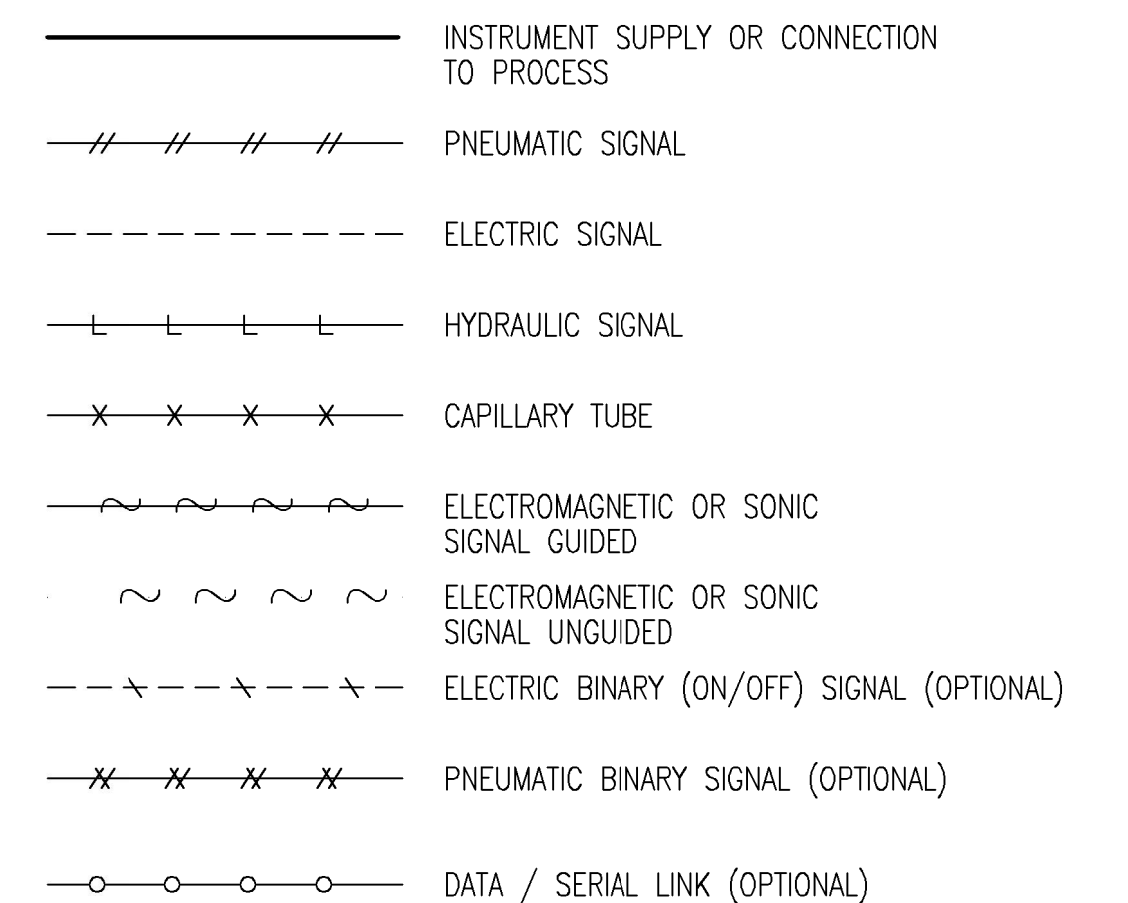 INSTRUMENT SUPPLY OR CONNECTION
TO PROCESS
PNEUMATIC SIGNAL
ELECTRIC SIGNAL
HYDRAULIC SIGNAL
CAPILLARY TUBE
ELECTROMAGNETIC OR SONIC
SIGNAL GUIDED
ELECTROMAGNETIC OR SONIC
SIGNAL UNGUIDED
ELECTRIC BINARY (ON/OFF) SIGNAL (OPTIONAL)
PNEUMATIC BINARY SIGNAL (OPTIONAL)
DATA / SERIAL LINK (OPTIONAL)